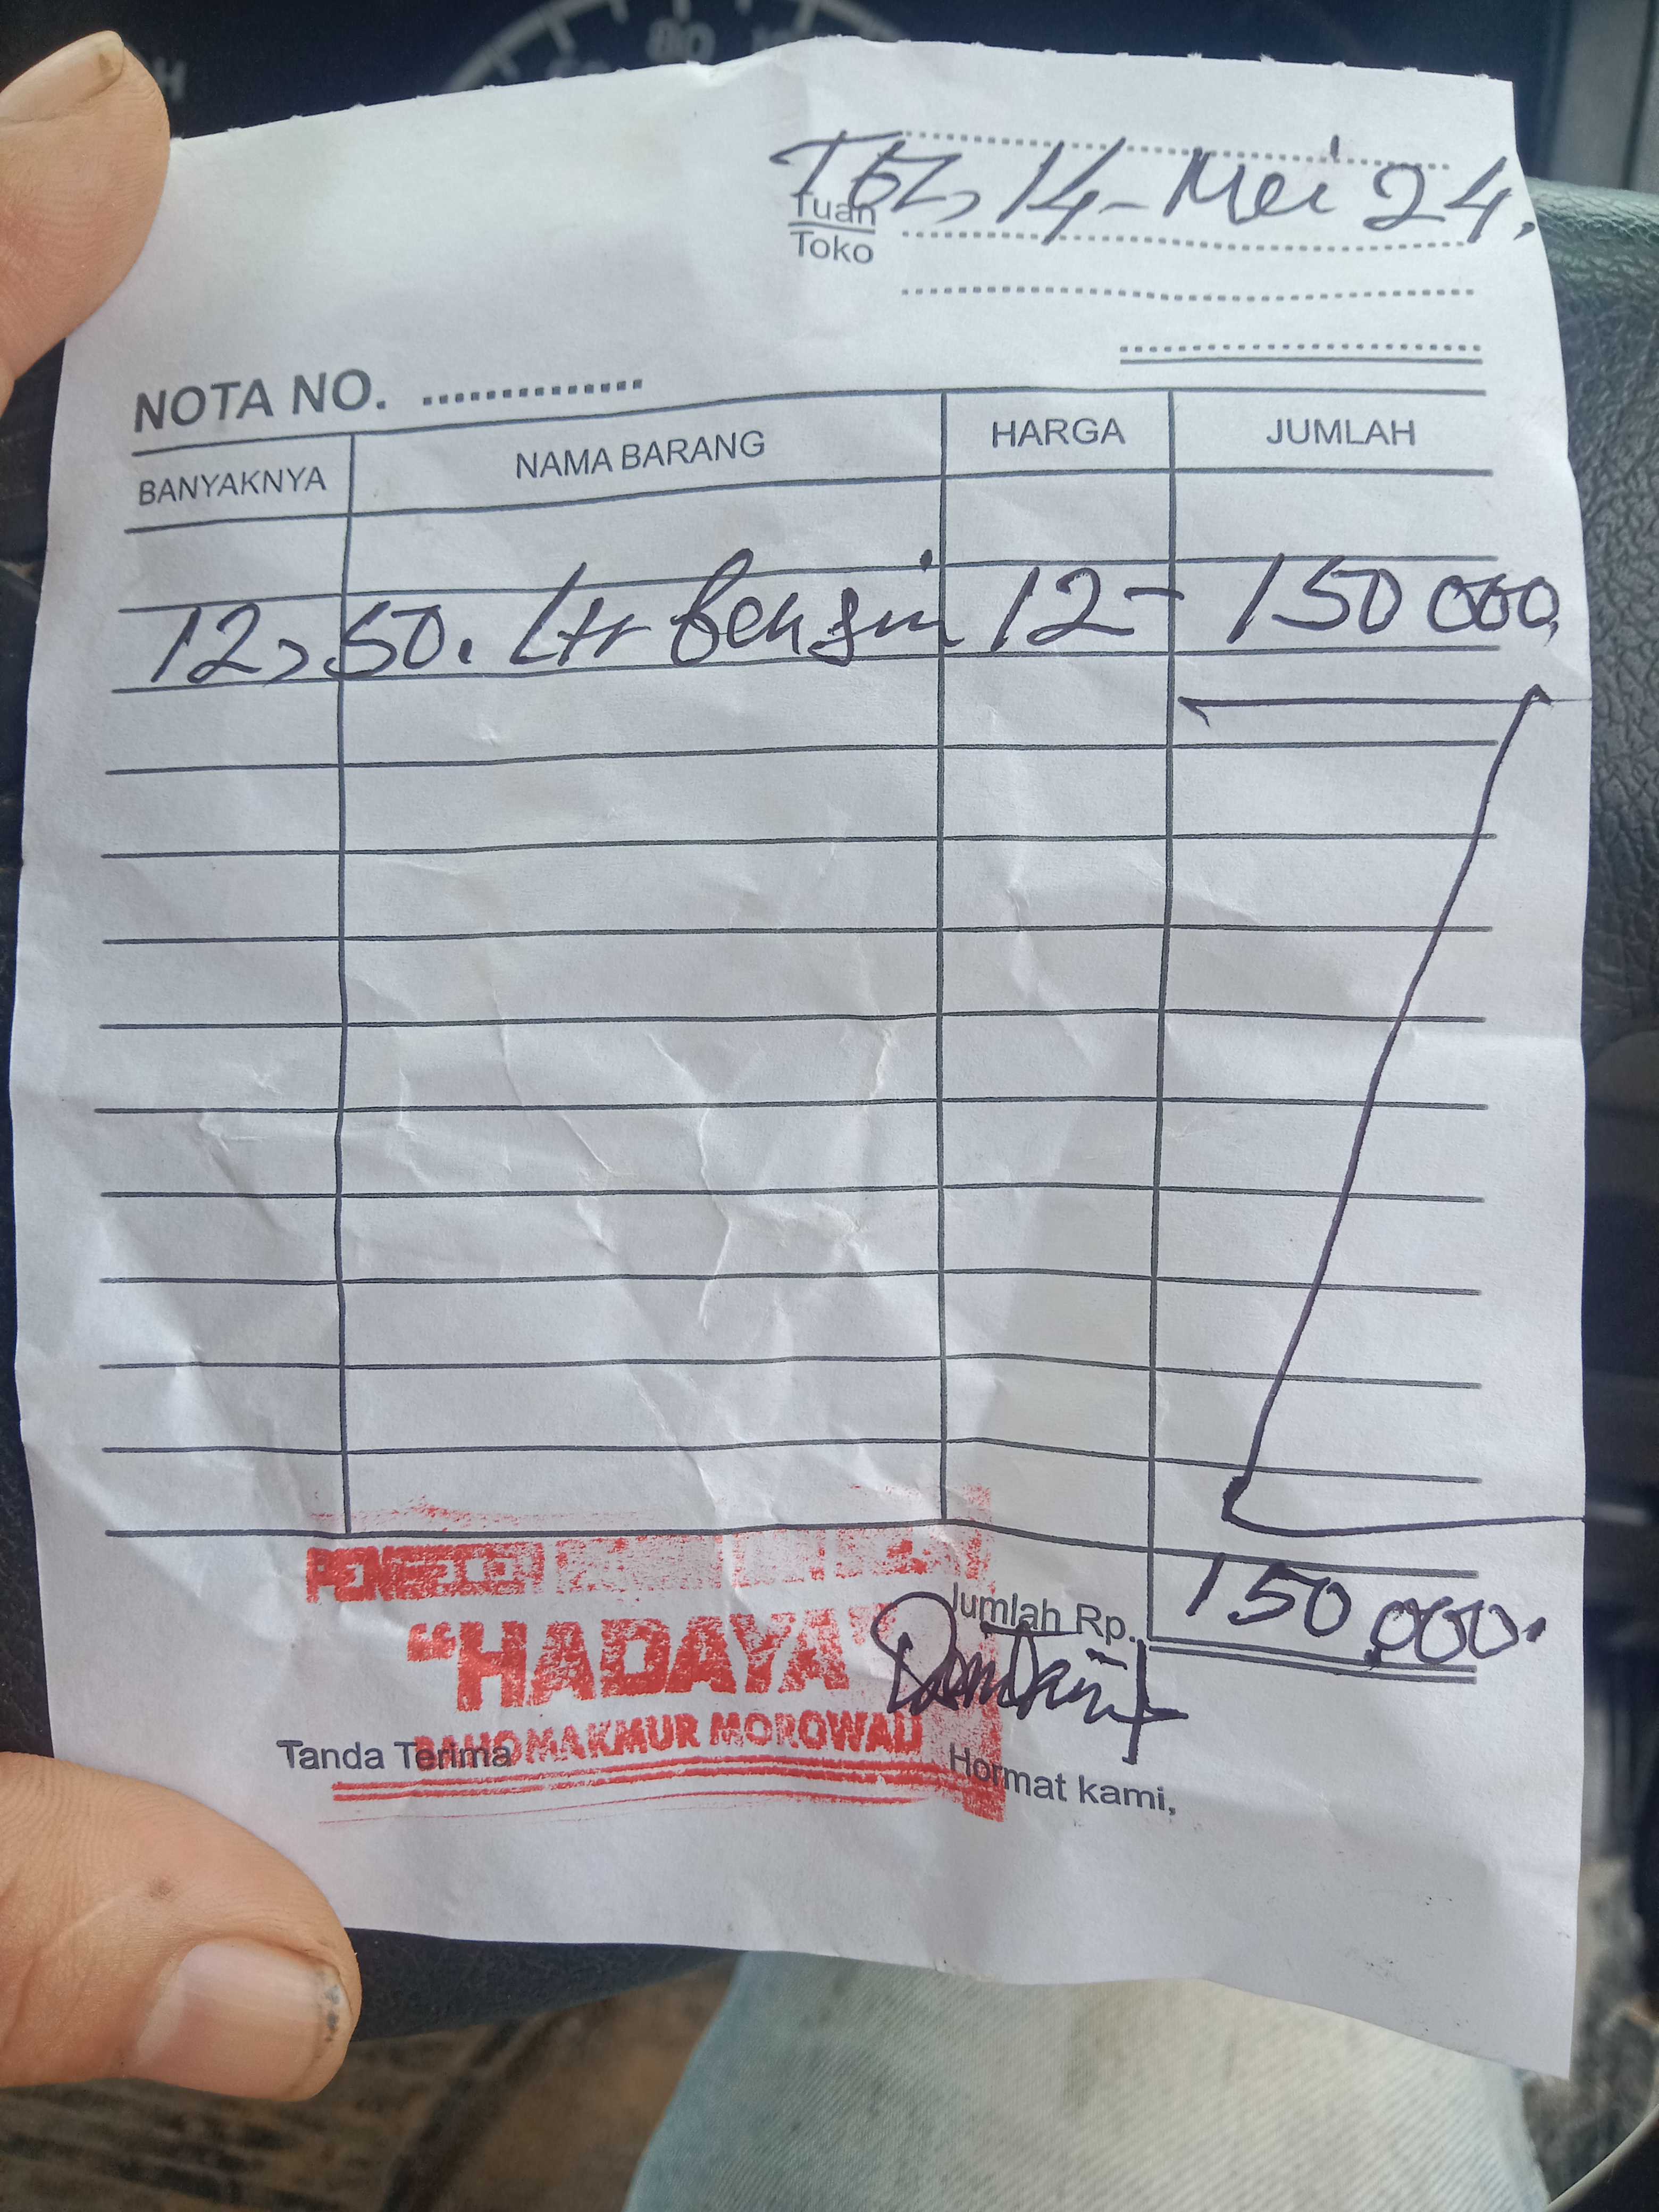 Tgl, 14 - Mei 24.
Tuan
Toko
NOTA NO. ..............
BANYAKNYA NAMA BARANG HARGA JUMLAH
12,50. Ltr bensin 12- 150 000,
Jumlah Rp. 150.000.
"HADAYA"
BAHOMAKMUR MOROWALI
Tanda Terima
Hormat kami,